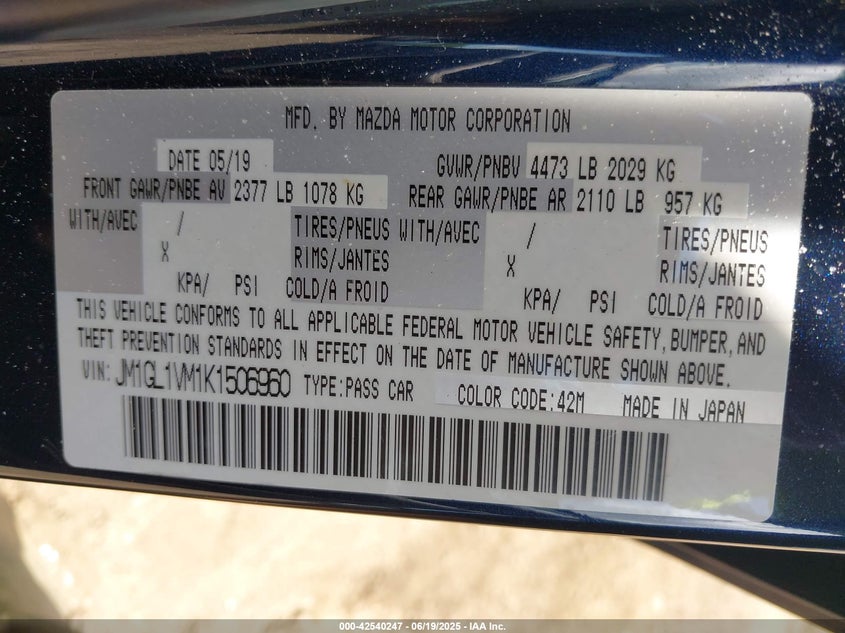 MFD. BY MAZDA MOTOR CORPORATION
DATE 05/19 GVWR/PNBV 4473 LB 2029 KG
FRONT GAWR/PNBE AV 2377 LB 1078 KG REAR GAWR/PNBE AR 2110 LB 957 KG
WITH/AVEC / TIRES/PNEUS WITH/AVEC / TIRES/PNEUS
X RIMS/JANTES X RIMS/JANTES
KPA/ PSI COLD/A FROID KPA/ PSI COLD/A FROID
THIS VEHICLE CONFORMS TO ALL APPLICABLE FEDERAL MOTOR VEHICLE SAFETY, BUMPER, AND
THEFT PREVENTION STANDARDS IN EFFECT ON THE DATE OF MANUFACTURE SHOWN ABOVE.
VIN: JM1GL1VM1K1506960 TYPE:PASS CAR COLOR CODE:42M MADE IN JAPAN
000-42540247 - 06/19/2025 - IAA Inc.